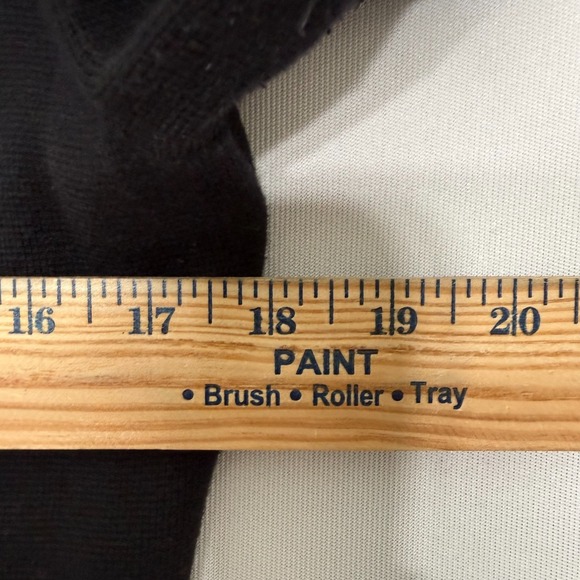 16 17 18 19 20
PAINT
• Brush • Roller • Tray